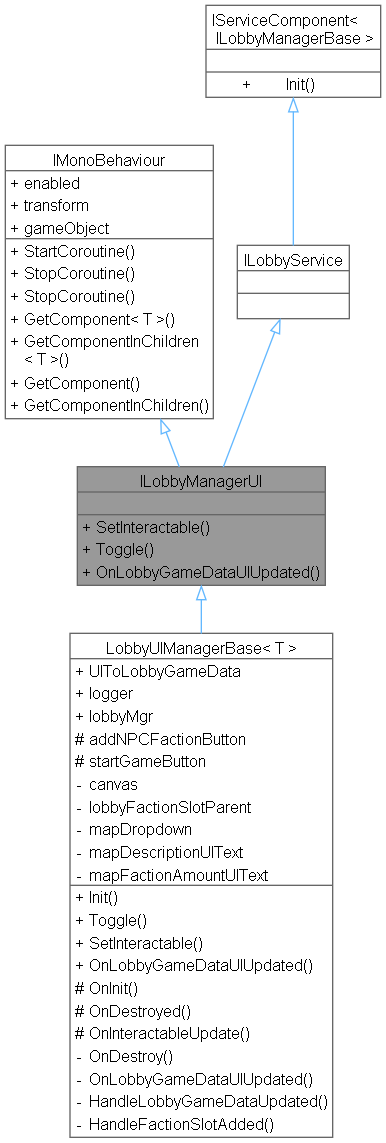 IServiceComponent<
ILobbyManagerBase >
+ Init()
IMonoBehaviour
+ enabled
+ transform
+ gameObject
+ StartCoroutine()
+ StopCoroutine()
+ StopCoroutine()
+ GetComponent< T >()
+ GetComponentInChildren
< T >()
+ GetComponent()
+ GetComponentInChildren()
ILobbyService
ILobbyManagerUI
+ SetInteractable()
+ Toggle()
+ OnLobbyGameDataUIUpdated()
LobbyUIManagerBase< T >
+ UIToLobbyGameData
+ logger
+ lobbyMgr
# addNPCFactionButton
# startGameButton
- canvas
- lobbyFactionSlotParent
- mapDropdown
- mapDescriptionUIText
- mapFactionAmountUIText
+ Init()
+ Toggle()
+ SetInteractable()
+ OnLobbyGameDataUIUpdated()
# OnInit()
# OnDestroyed()
# OnInteractableUpdate()
- OnDestroy()
- OnLobbyGameDataUIUpdated()
- HandleLobbyGameDataUpdated()
- HandleFactionSlotAdded()